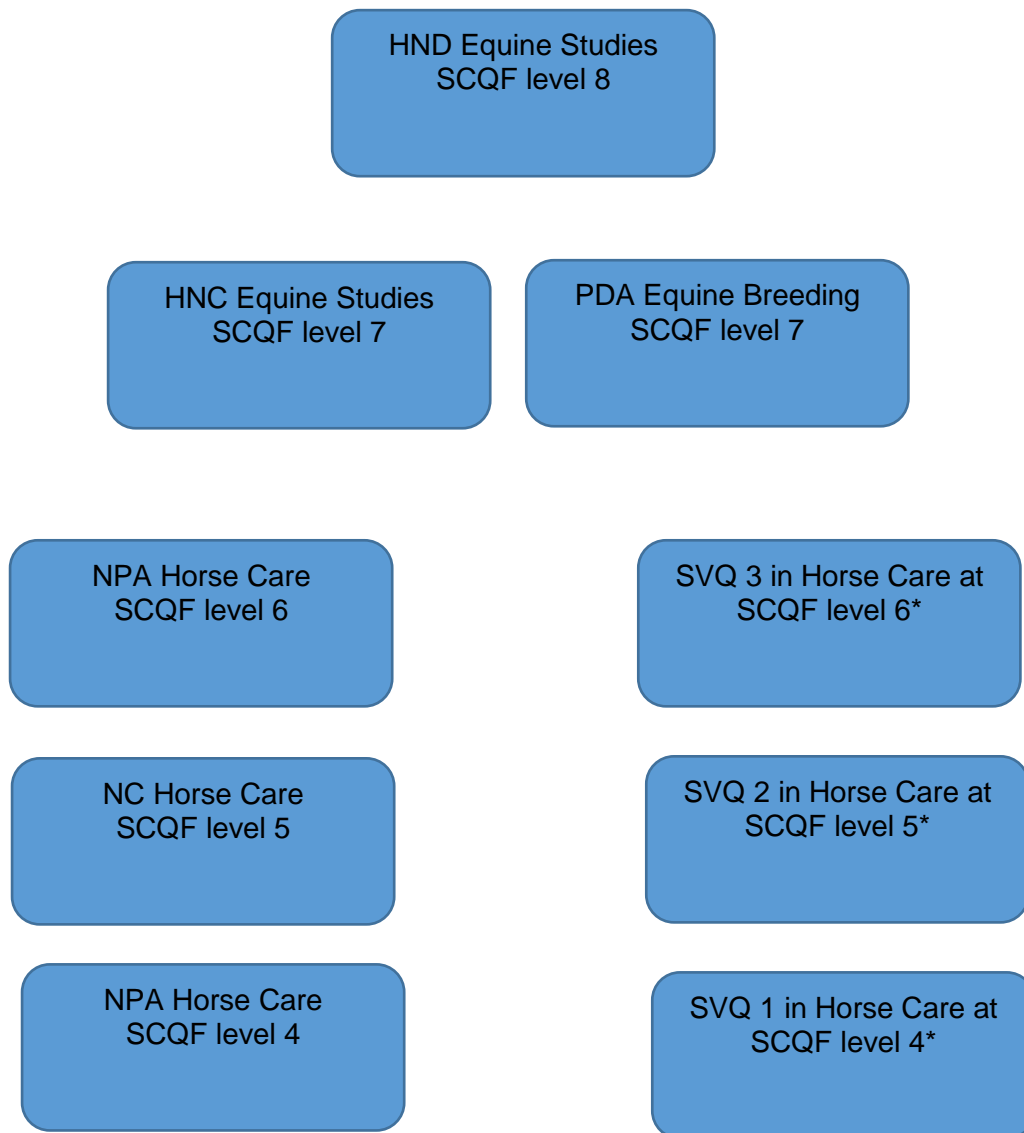 HND Equine Studies
SCQF level 8
HNC Equine Studies
SCQF level 7
PDA Equine Breeding
SCQF level 7
NPA Horse Care
SCQF level 6
SVQ 3 in Horse Care at
SCQF level 6*
NC Horse Care
SCQF level 5
SVQ 2 in Horse Care at
SCQF level 5*
NPA Horse Care
SCQF level 4
SVQ 1 in Horse Care at
SCQF level 4*